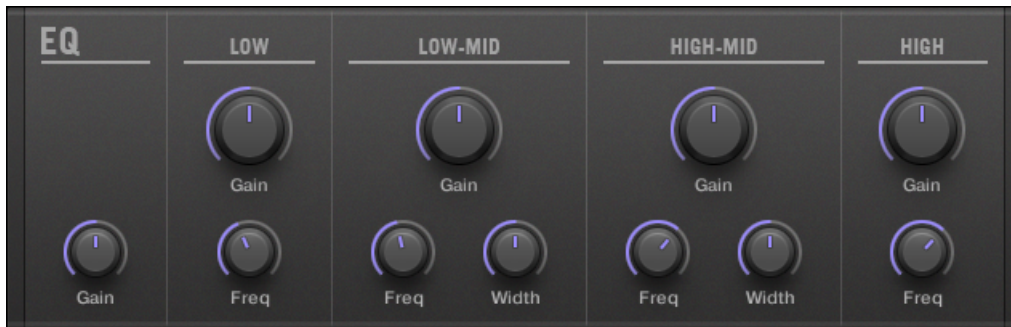 EQ
LOW
LOW-MID
HIGH-MID
HIGH
Gain
Gain
Gain
Gain
Gain
Freq
Freq
Width
Freq
Width
Freq